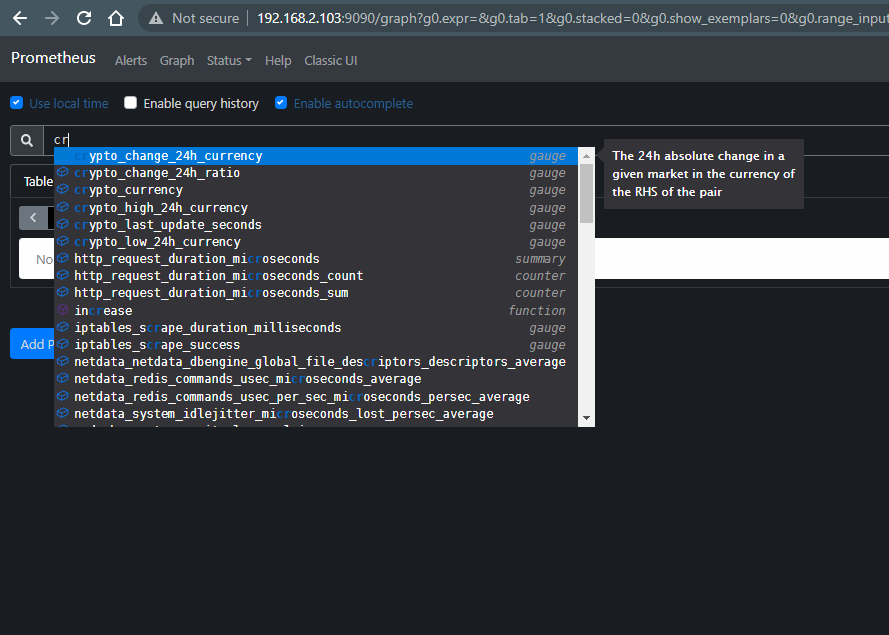 Not secure | 192.168.2.103:9090/graph?g0.expr=&g0.tab=1&g0.stacked=0&g0.show_exemplars=0&g0.range_input
Prometheus Alerts Graph Status Help Classic UI
Use local time Enable query history Enable autocomplete
cr
crypto_change_24h_currency gauge
The 24h absolute change in a
given market in the currency of
the RHS of the pair
Table
crypto_change_24h_ratio gauge
crypto_currency gauge
crypto_high_24h_currency gauge
crypto_last_update_seconds gauge
crypto_low_24h_currency gauge
No
http_request_duration_microseconds summary
http_request_duration_microseconds_count counter
http_request_duration_microseconds_sum counter
increase function
iptables_scrape_duration_milliseconds gauge
iptables_scrape_success gauge
Add P
netdata_netdata_dbengine_global_file_descriptors_descriptors_average
netdata_redis_commands_usec_microseconds_average
netdata_redis_commands_usec_per_sec_microseconds_persec_average
netdata_system_idlejitter_microseconds_lost_persec_average